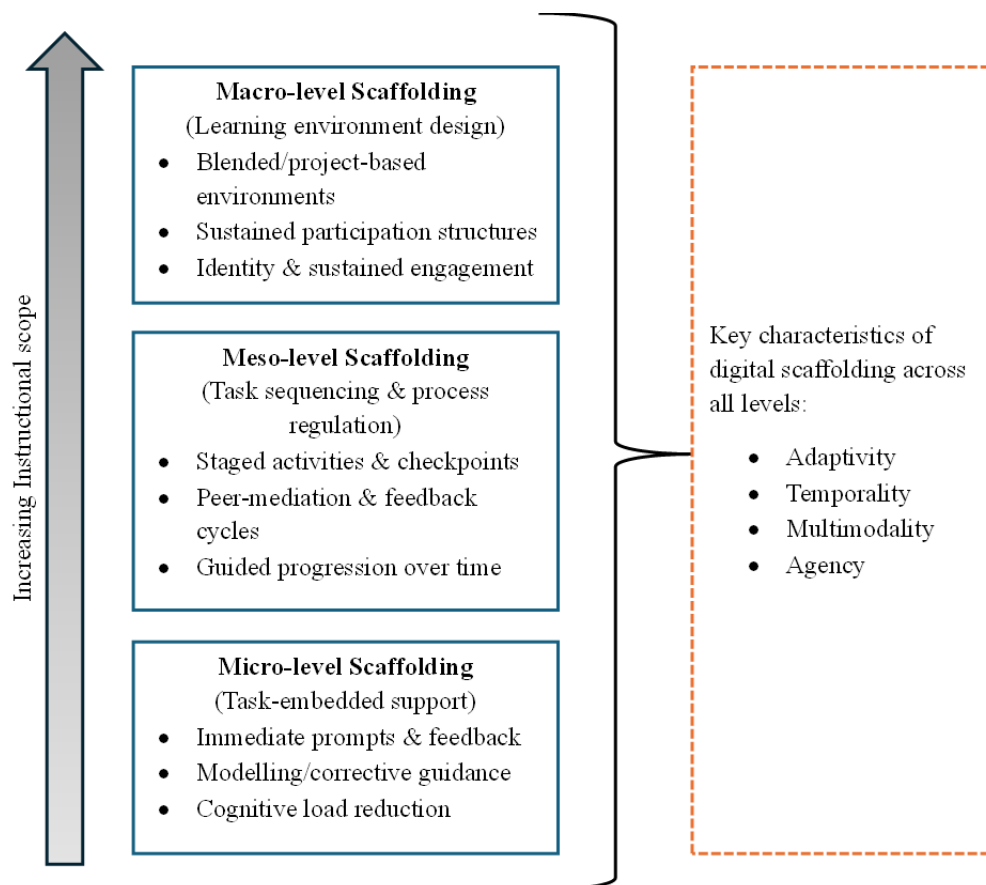 Increasing Instructional scope
Macro-level Scaffolding
(Learning environment design)
• Blended/project-based
environments
• Sustained participation structures
• Identity & sustained engagement
Meso-level Scaffolding
(Task sequencing & process
regulation)
• Staged activities & checkpoints
• Peer-mediation & feedback
cycles
• Guided progression over time
Micro-level Scaffolding
(Task-embedded support)
• Immediate prompts & feedback
• Modelling/corrective guidance
• Cognitive load reduction
Key characteristics of
digital scaffolding across
all levels:
• Adaptivity
• Temporality
• Multimodality
• Agency